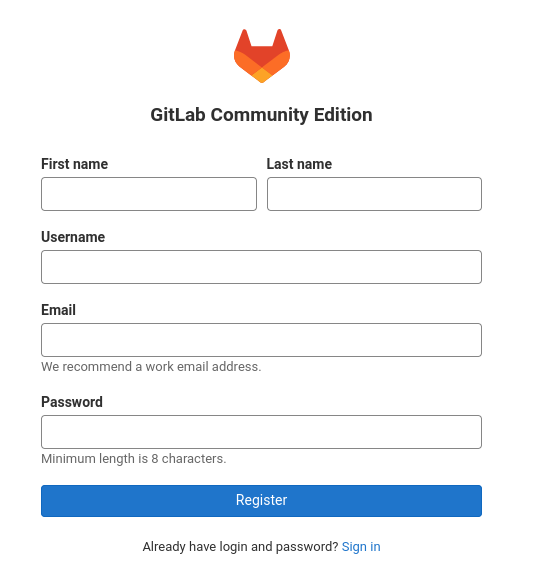 GitLab Community Edition
First name Last name
Username
Email
We recommend a work email address.
Password
Minimum length is 8 characters.
Register
Already have login and password? Sign in